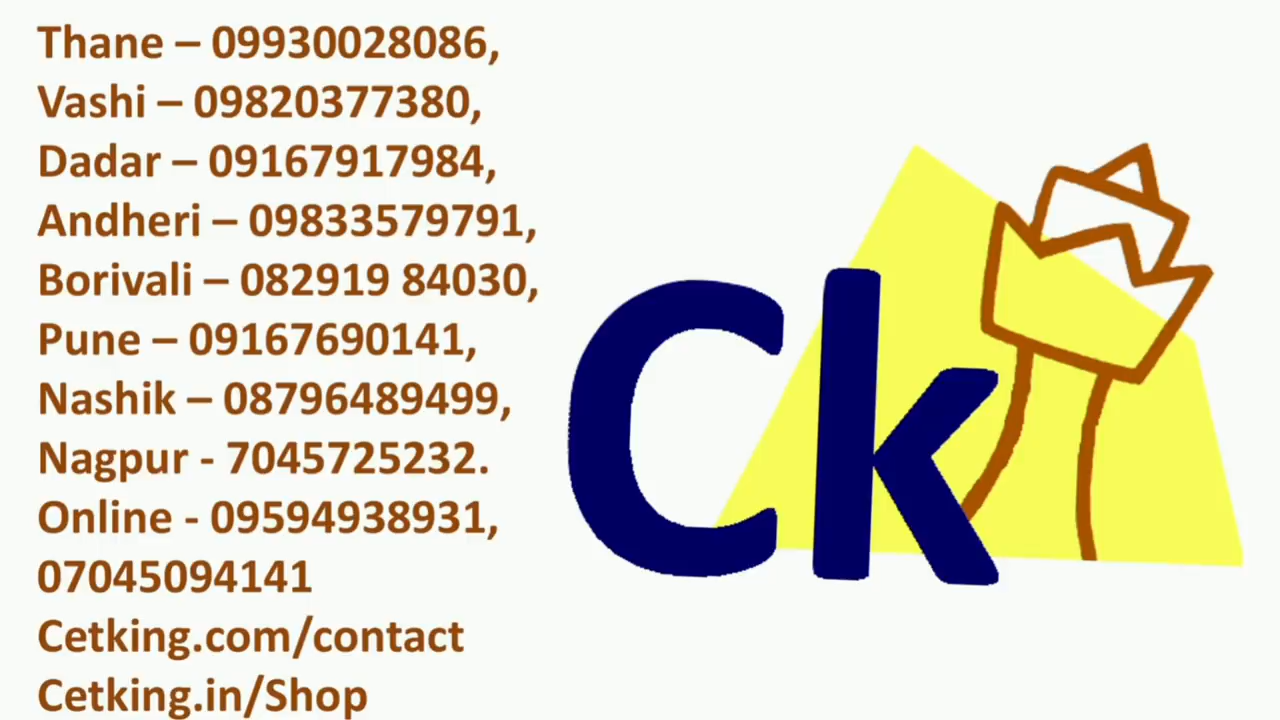 Thane – 09930028086,
Vashi – 09820377380,
Dadar – 09167917984,
Andheri – 09833579791,
Borivali – 082919 84030,
Pune – 09167690141,
Nashik – 08796489499,
Nagpur - 7045725232.
Online - 09594938931,
07045094141
Cetking.com/contact
Cetking.in/Shop
Ck